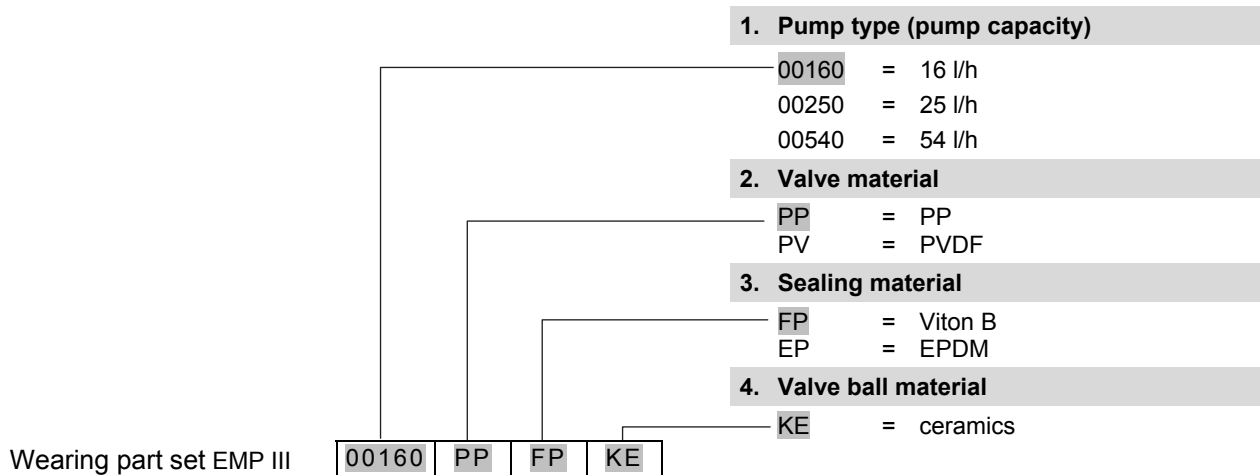 1. Pump type (pump capacity)
00160 = 16 l/h
00250 = 25 l/h
00540 = 54 l/h
2. Valve material
PP = PP
PV = PVDF
3. Sealing material
FP = Viton B
EP = EPDM
4. Valve ball material
KE = ceramics
Wearing part set EMP III 00160 PP FP KE